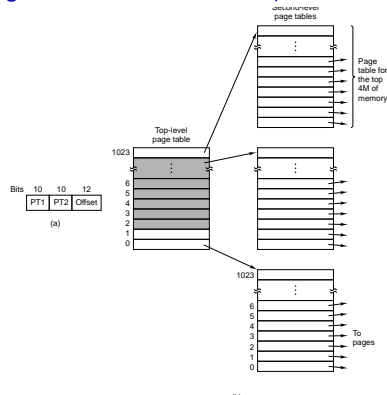 Second-level
page tables
Page
table for
the top
4M of
memory
Top-level
page table
1023
6
5
4
3
2
1
0
Bits 10 10 12
PT1 PT2 Offset
(a)
1023
6
5
4
3
2
1
0
To
pages